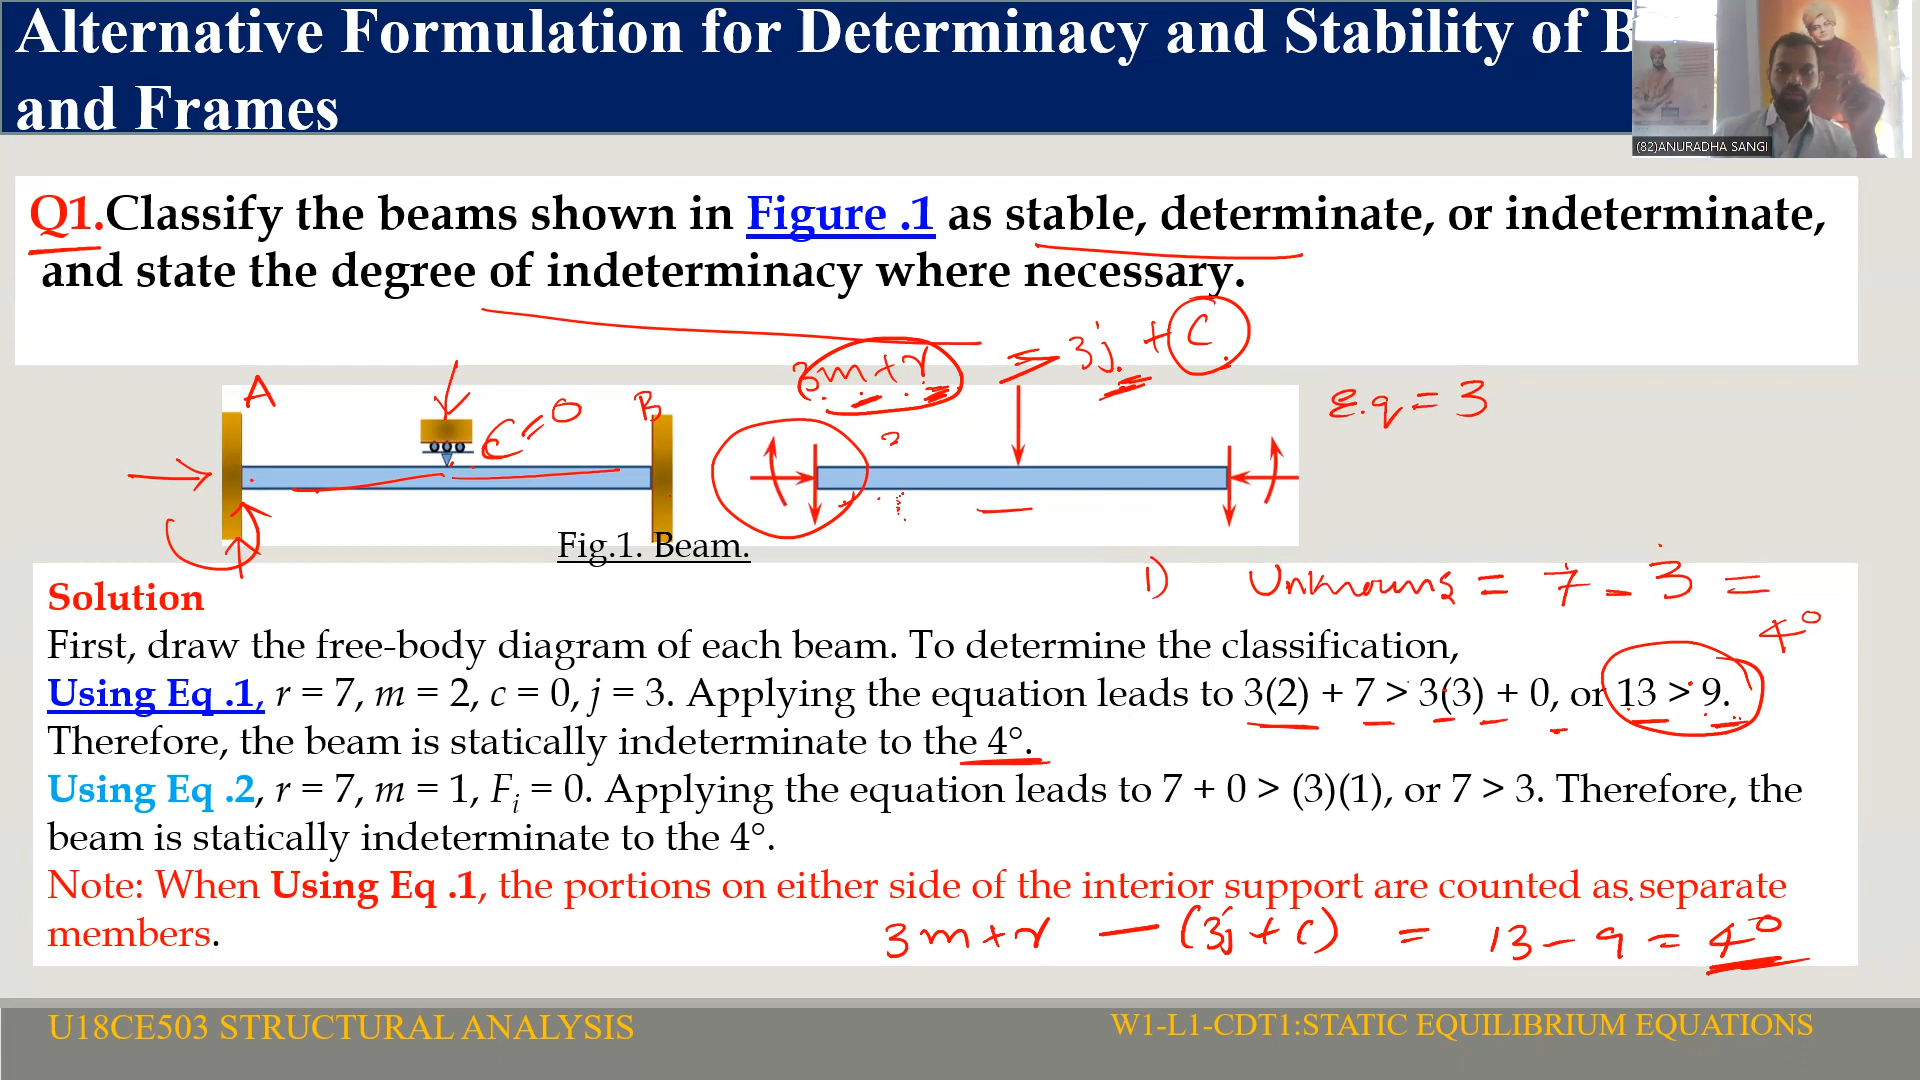 Alternative Formulation for Determinacy and Stability of B
and Frames
(82)ANURADHA SANGI
Q1.Classify the beams shown in Figure .1 as stable, determinate, or indeterminate,
and state the degree of indeterminacy where necessary.
3m+r ≥ 3j + C
A
C=0
B
E.q = 3
Fig.1. Beam.
1) Unknowns = 7 - 3 =
4°
Solution
First, draw the free-body diagram of each beam. To determine the classification,
Using Eq .1, r = 7, m = 2, c = 0, j = 3. Applying the equation leads to 3(2) + 7 > 3(3) + 0, or 13 > 9.
Therefore, the beam is statically indeterminate to the 4°.
Using Eq .2, r = 7, m = 1, Fi = 0. Applying the equation leads to 7 + 0 > (3)(1), or 7 > 3. Therefore, the
beam is statically indeterminate to the 4°.
Note: When Using Eq .1, the portions on either side of the interior support are counted as separate
members.
3m+r - (3j + C) = 13 - 9 = 4°
U18CE503 STRUCTURAL ANALYSIS
W1-L1-CDT1:STATIC EQUILIBRIUM EQUATIONS